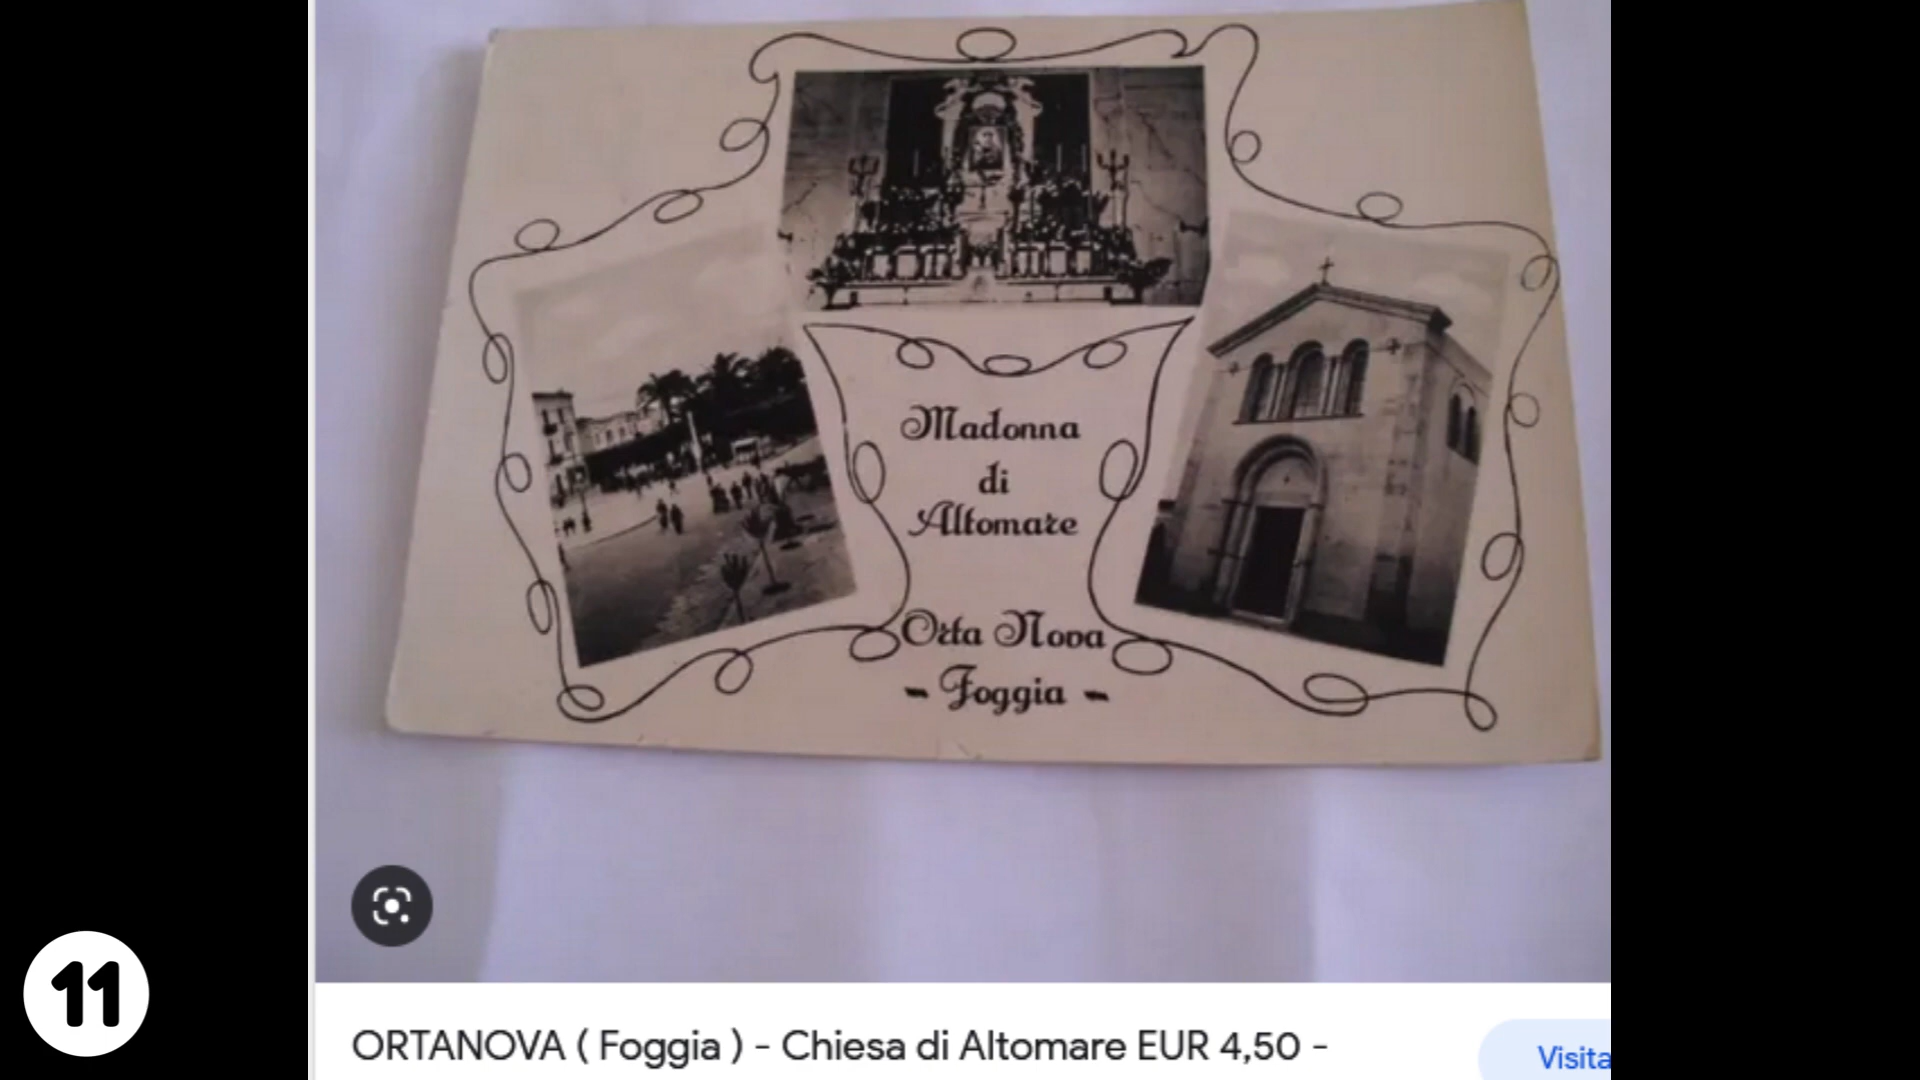 Madonna
di
Altomare
Orta Nova
- Foggia -
11
ORTANOVA ( Foggia ) - Chiesa di Altomare EUR 4,50 -
Visita